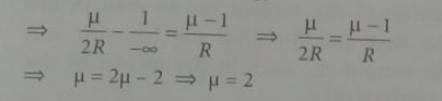 ⇒ μ/2R − 1/−∞ = μ − 1/R ⇒ μ/2R = μ − 1/R
⇒ μ = 2μ − 2 ⇒ μ = 2